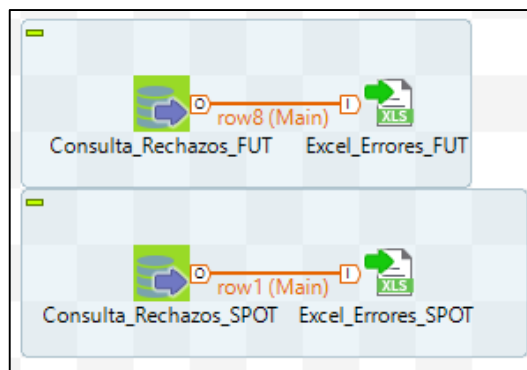 O row8 (Main) I XLS
Consulta_Rechazos_FUT Excel_Errores_FUT
O row1 (Main) I XLS
Consulta_Rechazos_SPOT Excel_Errores_SPOT